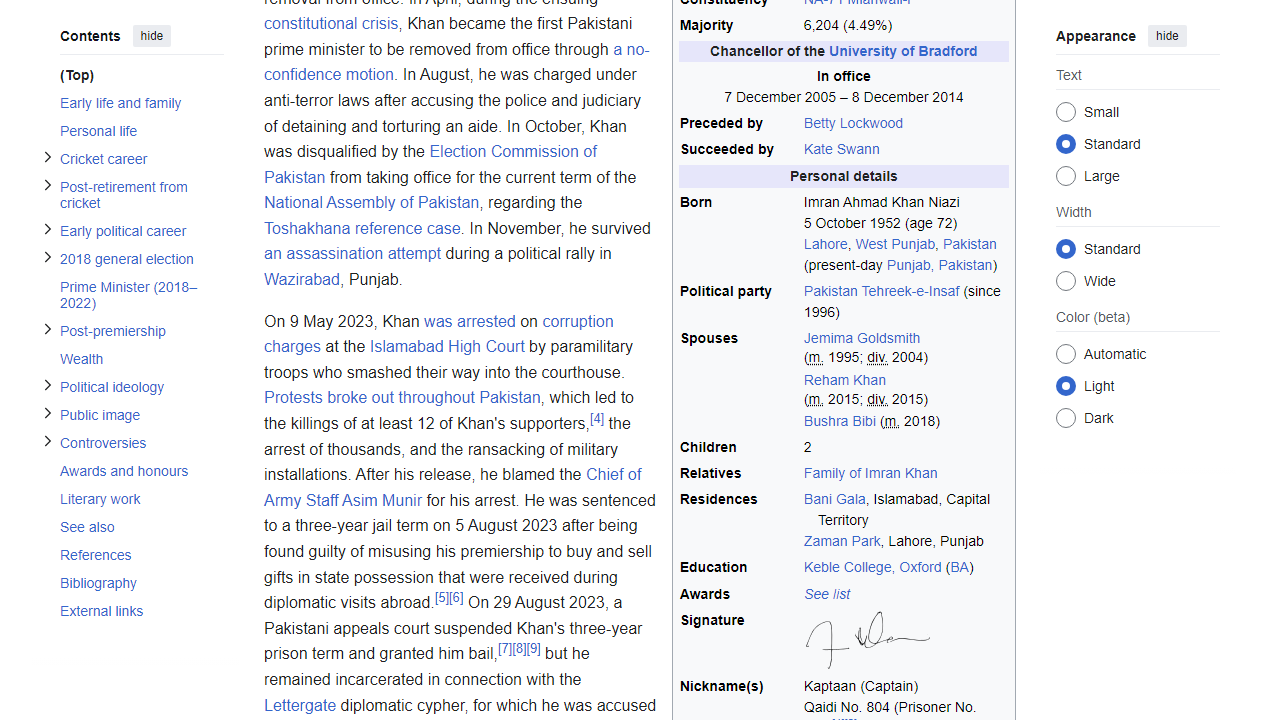 Contents hide
(Top)
Early life and family
Personal life
Cricket career
Post-retirement from
cricket
Early political career
2018 general election
Prime Minister (2018–
2022)
Post-premiership
Wealth
Political ideology
Public image
Controversies
Awards and honours
Literary work
See also
References
Bibliography
External links
removal from office. In April, during the ensuing
constitutional crisis, Khan became the first Pakistani
prime minister to be removed from office through a no-
confidence motion. In August, he was charged under
anti-terror laws after accusing the police and judiciary
of detaining and torturing an aide. In October, Khan
was disqualified by the Election Commission of
Pakistan from taking office for the current term of the
National Assembly of Pakistan, regarding the
Toshakhana reference case. In November, he survived
an assassination attempt during a political rally in
Wazirabad, Punjab.
On 9 May 2023, Khan was arrested on corruption
charges at the Islamabad High Court by paramilitary
troops who smashed their way into the courthouse.
Protests broke out throughout Pakistan, which led to
the killings of at least 12 of Khan's supporters,[4] the
arrest of thousands, and the ransacking of military
installations. After his release, he blamed the Chief of
Army Staff Asim Munir for his arrest. He was sentenced
to a three-year jail term on 5 August 2023 after being
found guilty of misusing his premiership to buy and sell
gifts in state possession that were received during
diplomatic visits abroad.[5][6] On 29 August 2023, a
Pakistani appeals court suspended Khan's three-year
prison term and granted him bail,[7][8][9] but he
remained incarcerated in connection with the
Lettergate diplomatic cypher, for which he was accused
Constituency NA-71 Mianwali-I
Majority 6,204 (4.49%)
Chancellor of the University of Bradford
In office
7 December 2005 – 8 December 2014
Preceded by Betty Lockwood
Succeeded by Kate Swann
Personal details
Born Imran Ahmad Khan Niazi
5 October 1952 (age 72)
Lahore, West Punjab, Pakistan
(present-day Punjab, Pakistan)
Political party Pakistan Tehreek-e-Insaf (since
1996)
Spouses Jemima Goldsmith
(m. 1995; div. 2004)
Reham Khan
(m. 2015; div. 2015)
Bushra Bibi (m. 2018)
Children 2
Relatives Family of Imran Khan
Residences Bani Gala, Islamabad, Capital
Territory
Zaman Park, Lahore, Punjab
Education Keble College, Oxford (BA)
Awards See list
Signature
Nickname(s) Kaptaan (Captain)
Qaidi No. 804 (Prisoner No.
Appearance hide
Text
Small
Standard
Large
Width
Standard
Wide
Color (beta)
Automatic
Light
Dark